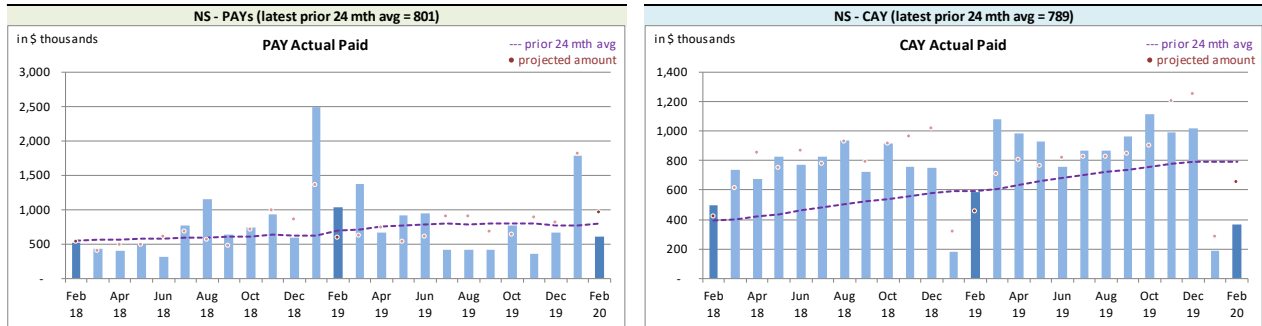 NS - PAYs (latest prior 24 mth avg = 801)
in $ thousands
PAY Actual Paid
--- prior 24 mth avg
• projected amount
3,000
2,500
2,000
1,500
1,000
500
-
Feb Apr Jun Aug Oct Dec Feb Apr Jun Aug Oct Dec Feb
18 18 18 18 18 18 19 19 19 19 19 19 20
NS - CAY (latest prior 24 mth avg = 789)
in $ thousands
CAY Actual Paid
--- prior 24 mth avg
• projected amount
1,400
1,200
1,000
800
600
400
200
-
Feb Apr Jun Aug Oct Dec Feb Apr Jun Aug Oct Dec Feb
18 18 18 18 18 18 19 19 19 19 19 19 20